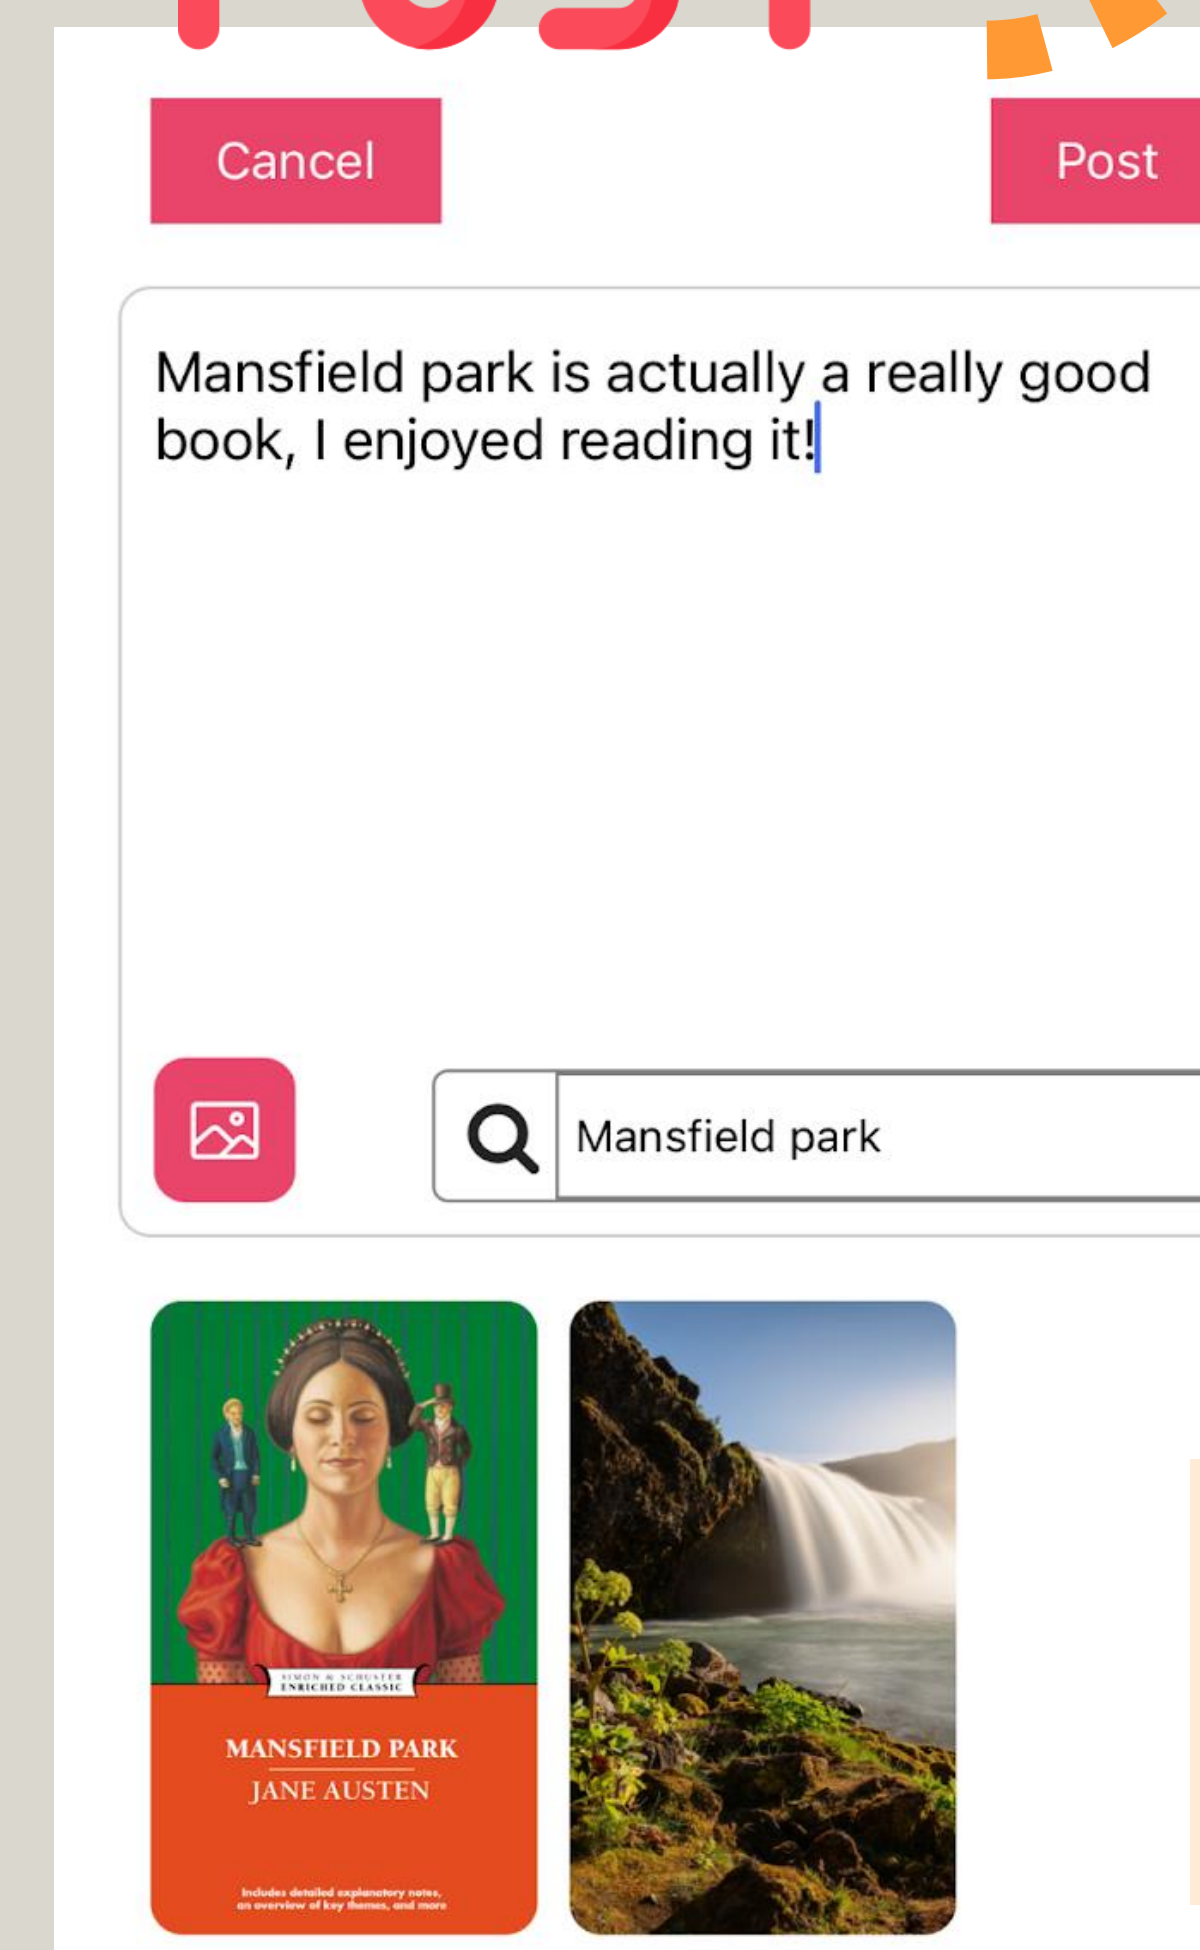 POST
Cancel
Post
Mansfield park is actually a really good
book, I enjoyed reading it!
Mansfield park
SIMON & SCHUSTER
ENRICHED CLASSIC
MANSFIELD PARK
JANE AUSTEN
Includes detailed explanatory notes,
an overview of key themes, and more